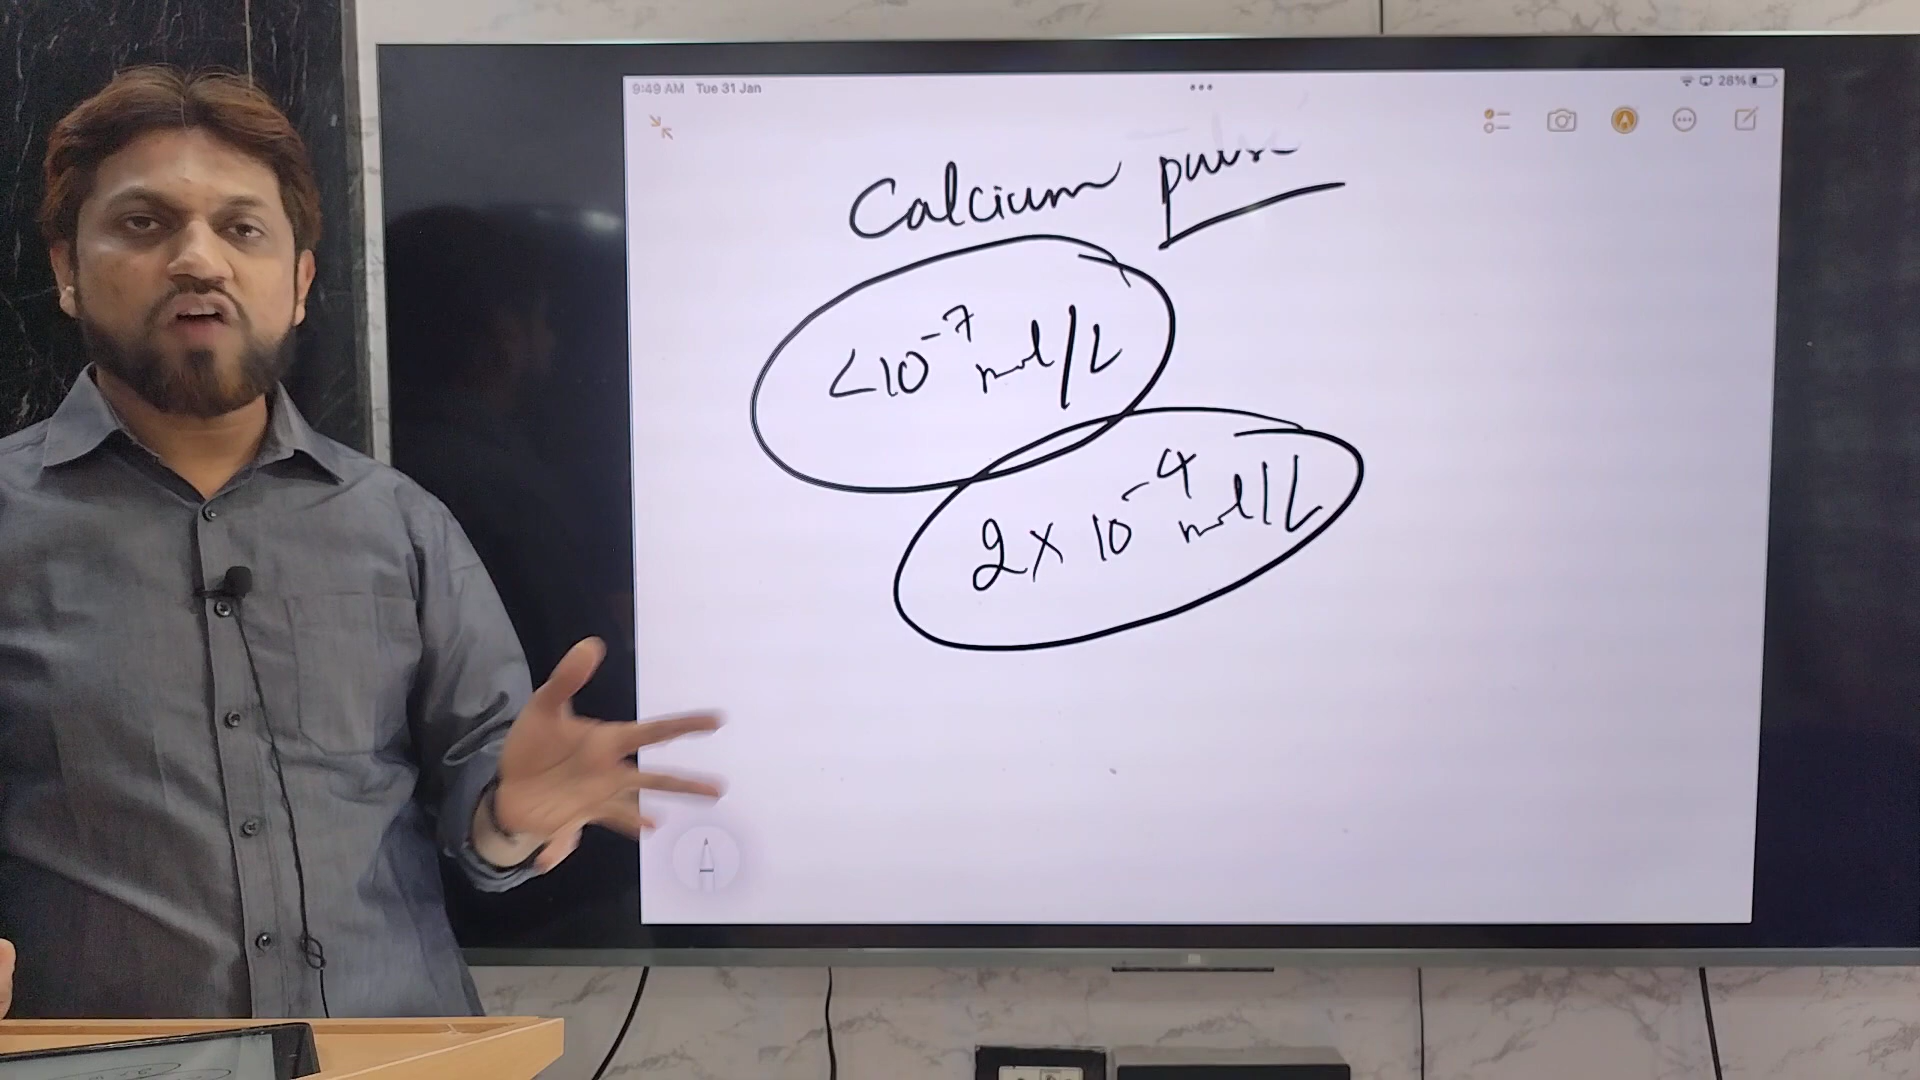 9:49 AM Tue 31 Jan
28%
Calcium pulse
<10⁻⁷ mol/L
2 x 10⁻⁴ mol/L